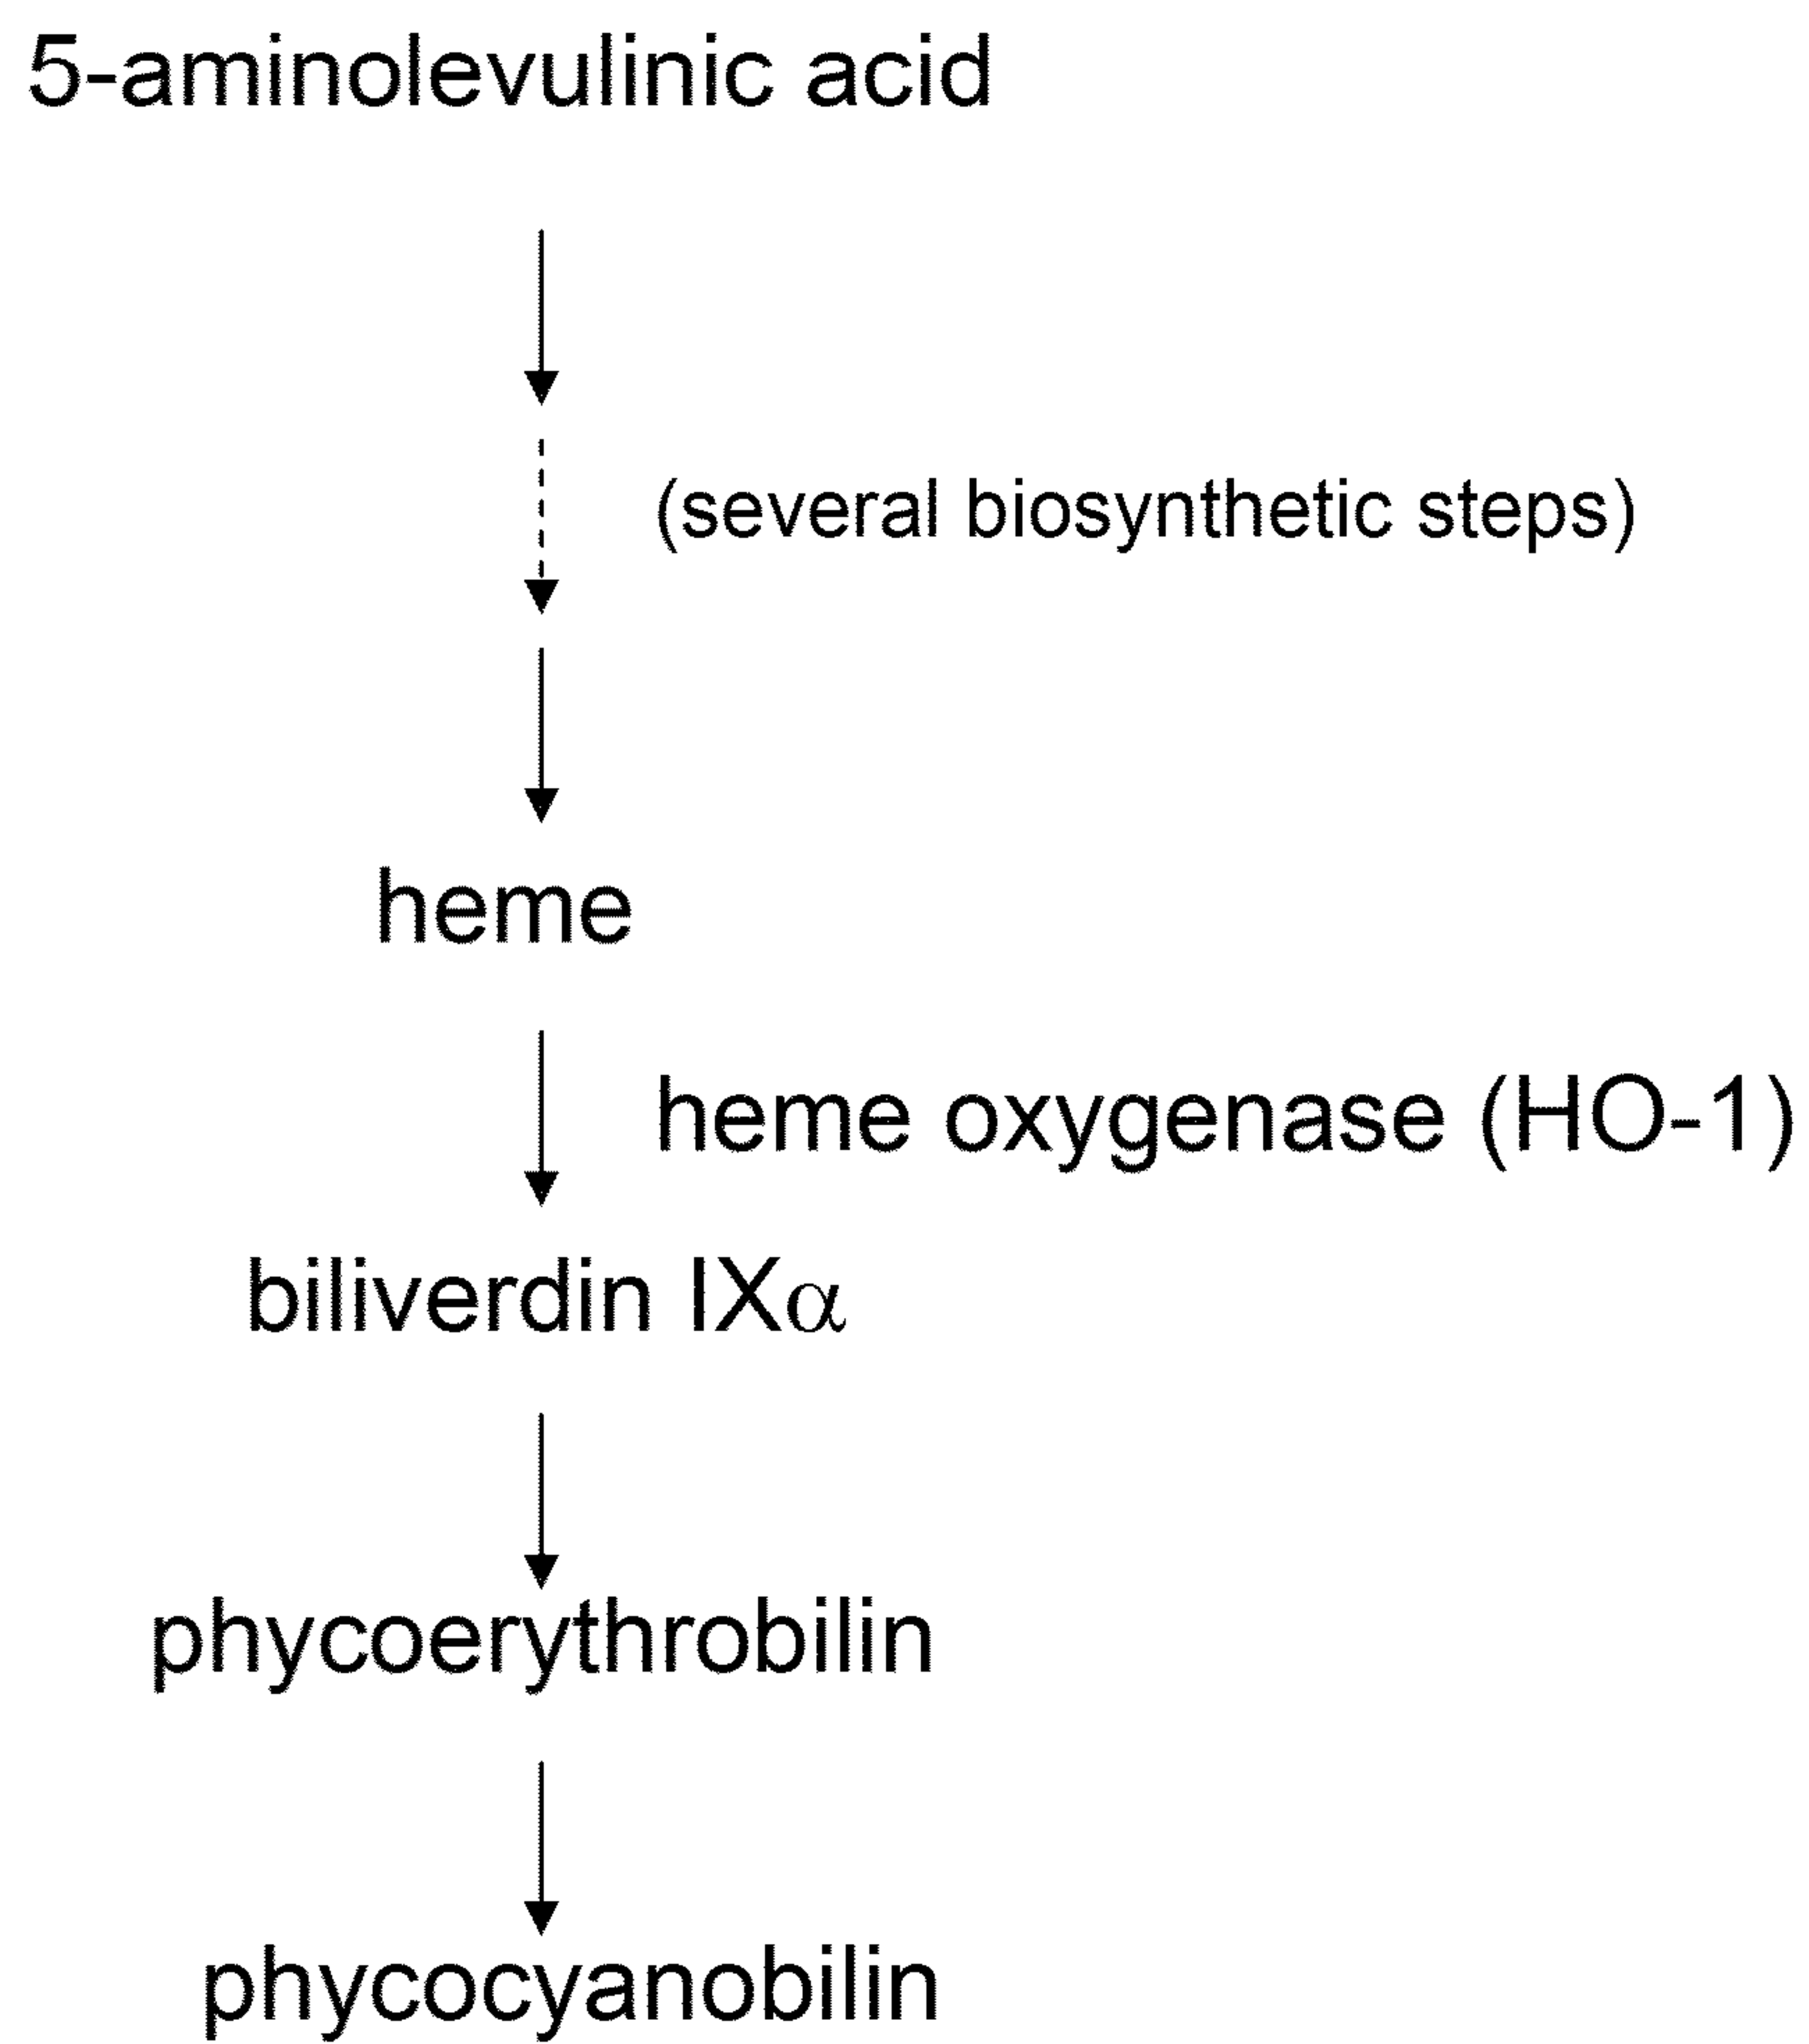 5-aminolevulinic acid
(several biosynthetic steps)
heme
heme oxygenase (HO-1)
biliverdin IXα
phycoerythrobilin
phycocyanobilin